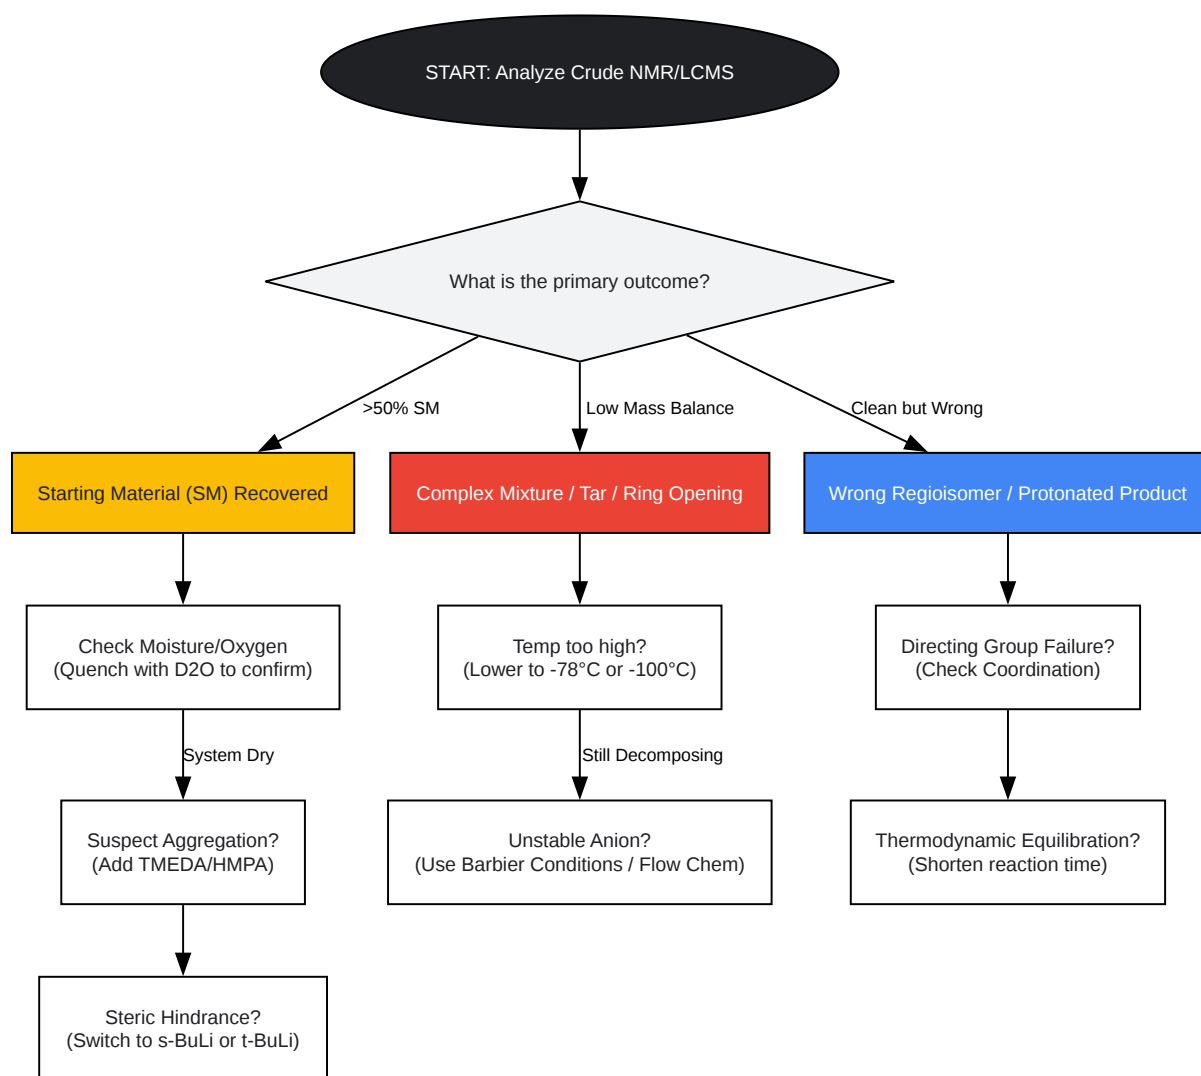 START: Analyze Crude NMR/LCMS
What is the primary outcome?
>50% SM
Low Mass Balance
Clean but Wrong
Starting Material (SM) Recovered
Complex Mixture / Tar / Ring Opening
Wrong Regioisomer / Protonated Product
Check Moisture/Oxygen
(Quench with D2O to confirm)
Temp too high?
(Lower to -78°C or -100°C)
Directing Group Failure?
(Check Coordination)
System Dry
Still Decomposing
Suspect Aggregation?
(Add TMEDA/HMPA)
Unstable Anion?
(Use Barbier Conditions / Flow Chem)
Thermodynamic Equilibration?
(Shorten reaction time)
Steric Hindrance?
(Switch to s-BuLi or t-BuLi)